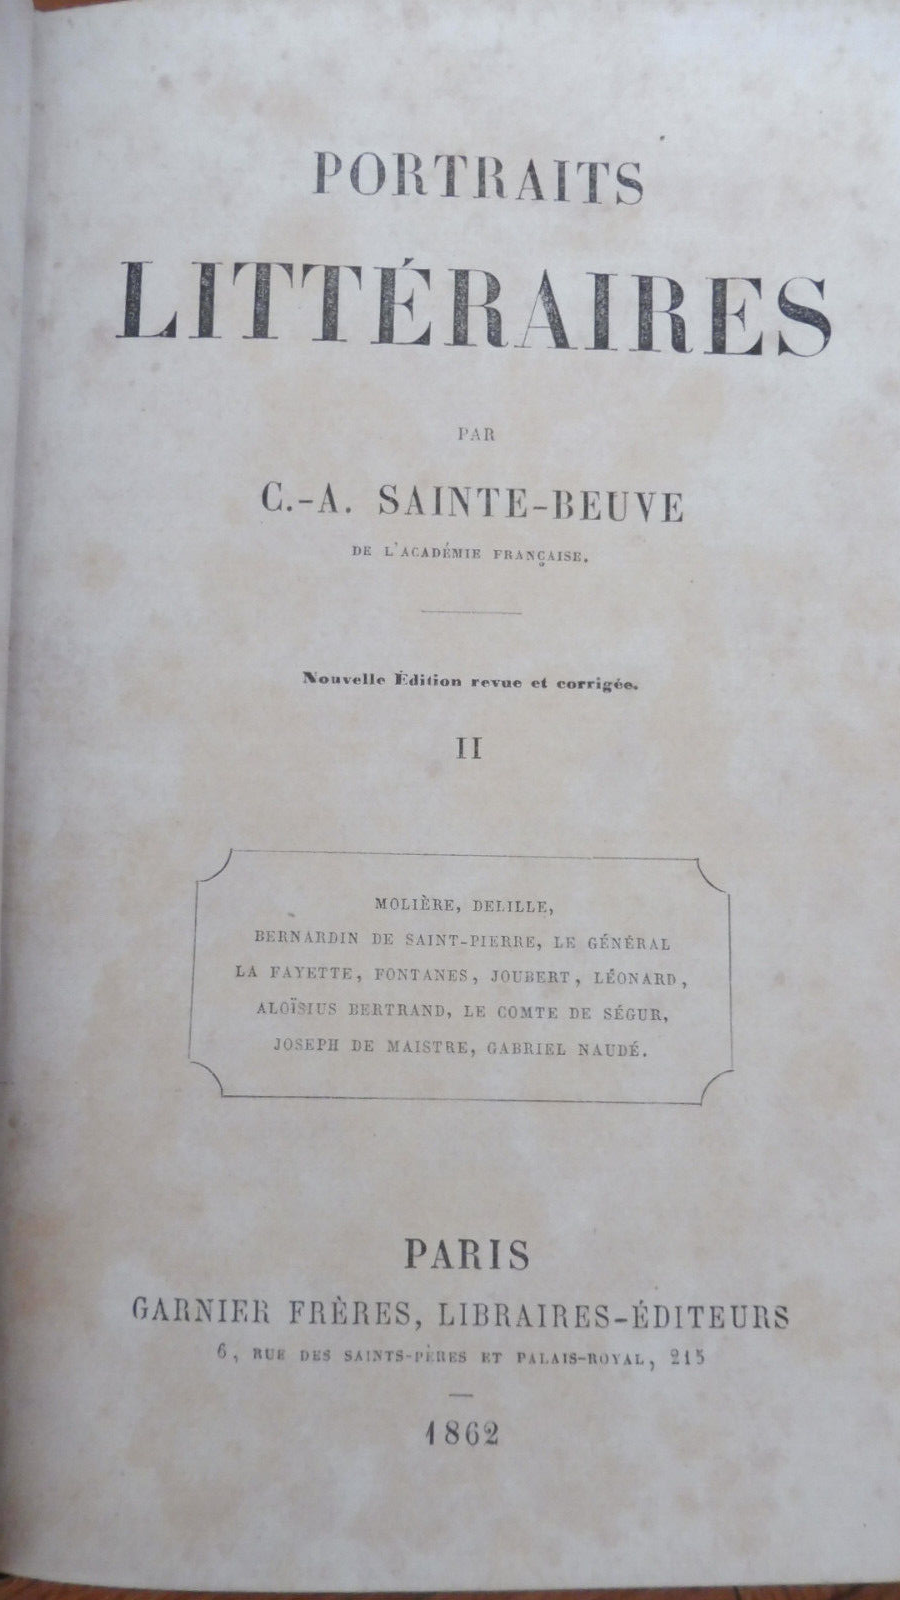 PORTRAITS
LITTÉRAIRES
PAR
C.-A. SAINTE-BEUVE
DE L'ACADÉMIE FRANÇAISE.
Nouvelle Édition revue et corrigée.
II
MOLIÈRE, DELILLE,
BERNARDIN DE SAINT-PIERRE, LE GÉNÉRAL
LA FAYETTE, FONTANES, JOUBERT, LÉONARD,
ALOÏSIUS BERTRAND, LE COMTE DE SÉGUR,
JOSEPH DE MAISTRE, GABRIEL NAUDÉ.
PARIS
GARNIER FRÈRES, LIBRAIRES-ÉDITEURS
6, RUE DES SAINTS-PÈRES ET PALAIS-ROYAL, 215
1862